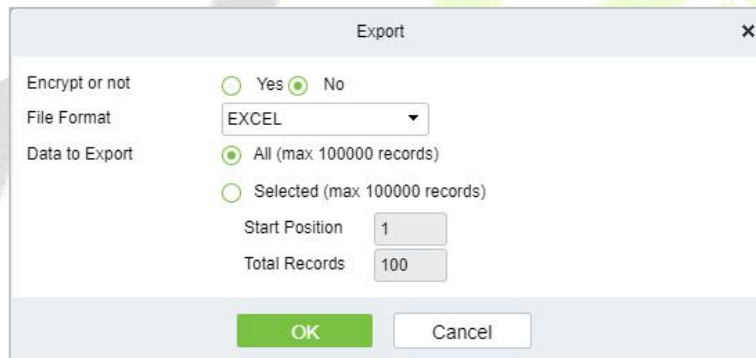 Export
Encrypt or not Yes No
File Format EXCEL
Data to Export All (max 100000 records)
Selected (max 100000 records)
Start Position 1
Total Records 100
OK Cancel